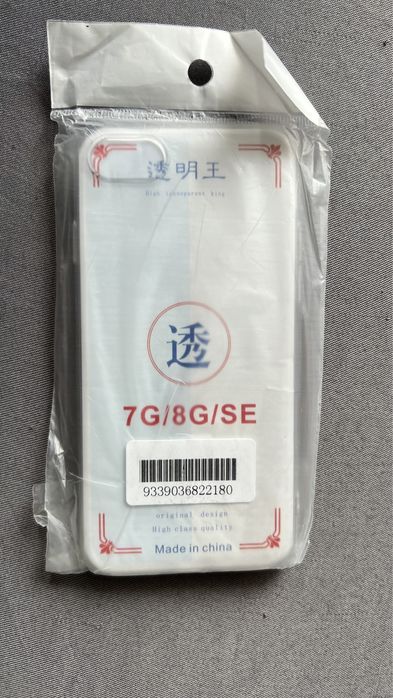 透明王
High transparent king
透
7G/8G/SE
9339036822180
original design
High class quality
Made in china